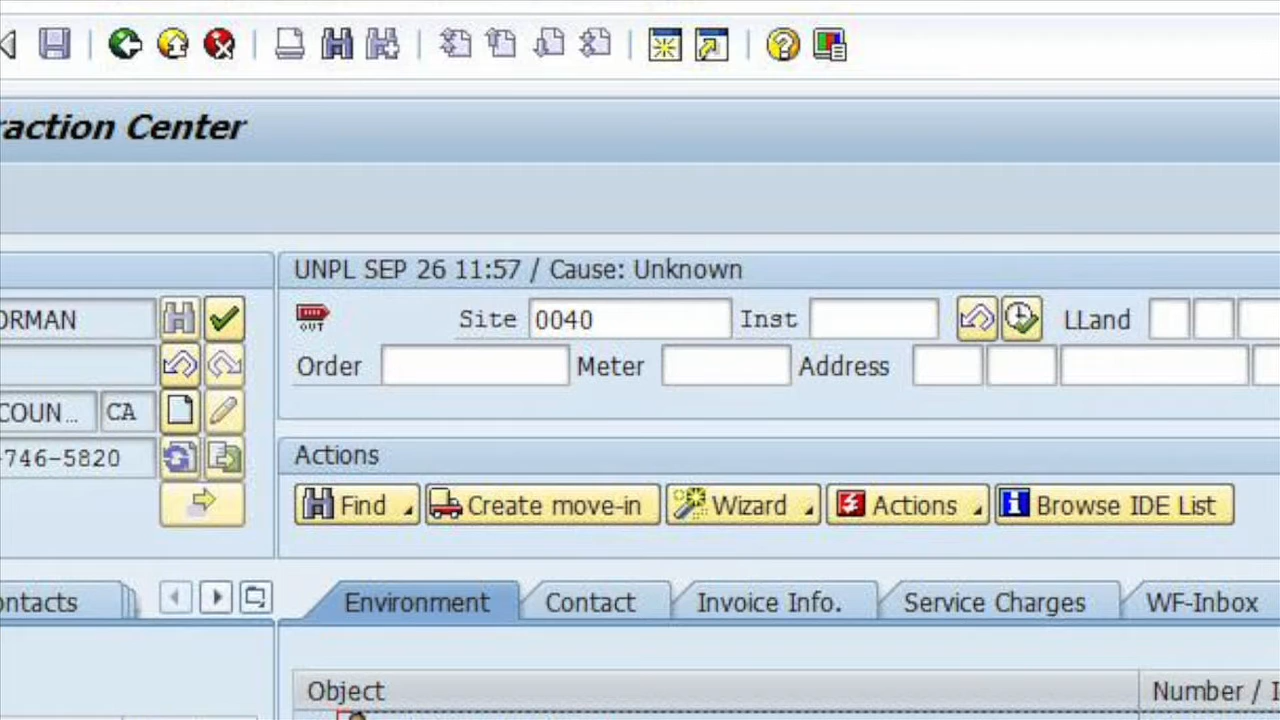 raction Center
UNPL SEP 26 11:57 / Cause: Unknown
ORMAN
OUT
Site 0040 Inst LLand
Order Meter Address
COUN... CA
-746-5820
Actions
Find Create move-in Wizard Actions Browse IDE List
ontacts
Environment Contact Invoice Info. Service Charges WF-Inbox
Object Number / I